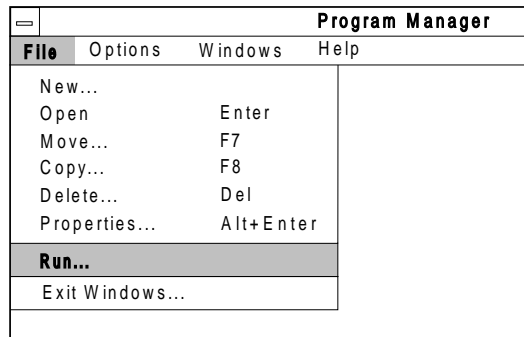 Program Manager
File Options Windows Help
New...
Open Enter
Move... F7
Copy... F8
Delete... Del
Properties... Alt+Enter
Run...
Exit Windows...